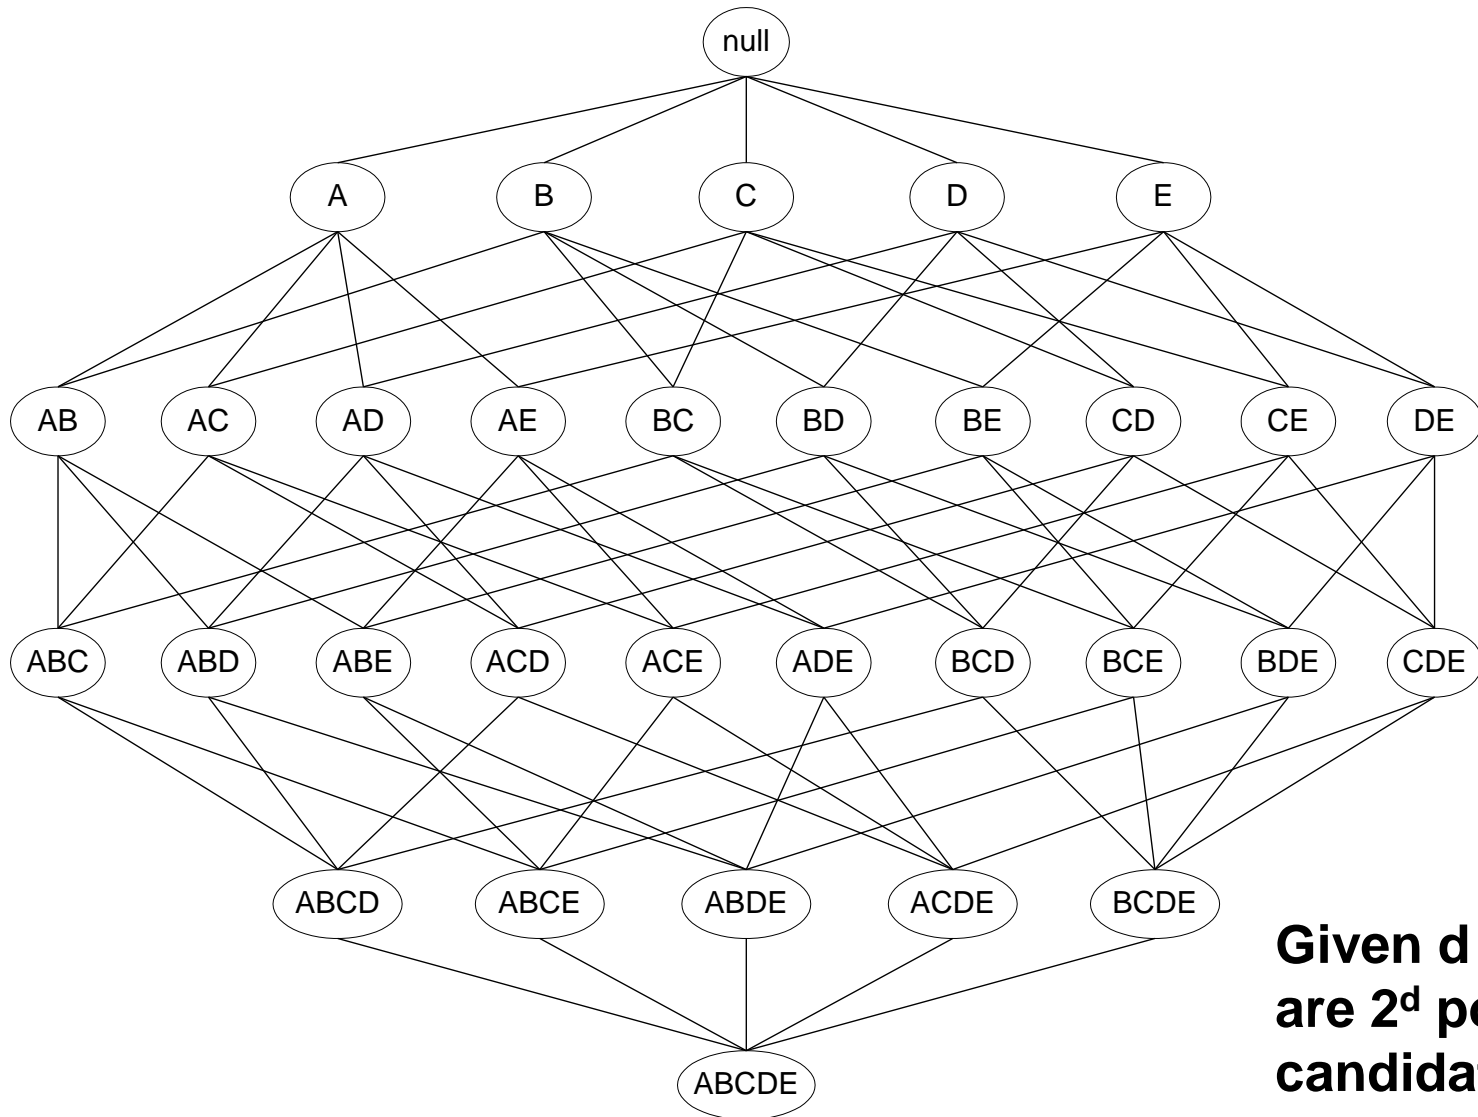 null
A B C D E
AB AC AD AE BC BD BE CD CE DE
ABC ABD ABE ACD ACE ADE BCD BCE BDE CDE
ABCD ABCE ABDE ACDE BCDE
ABCDE
Given d
are 2ᵈ